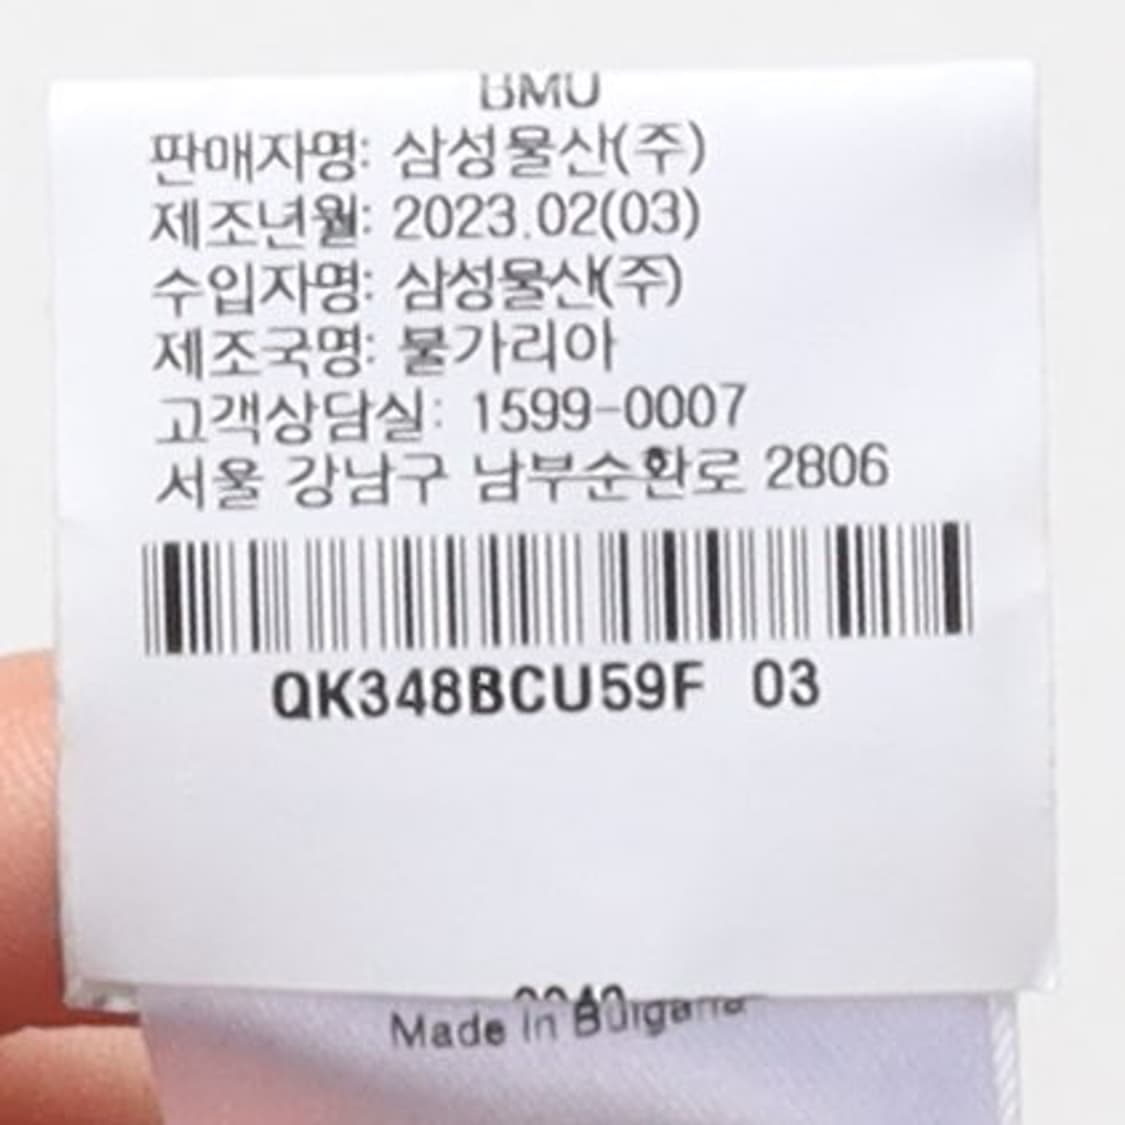 BMU
판매자명: 삼성물산(주)
제조년월: 2023.02(03)
수입자명: 삼성물산(주)
제조국명: 불가리아
고객상담실: 1599-0007
서울 강남구 남부순환로 2806
QK348BCU59F 03
Made in Bulgaria